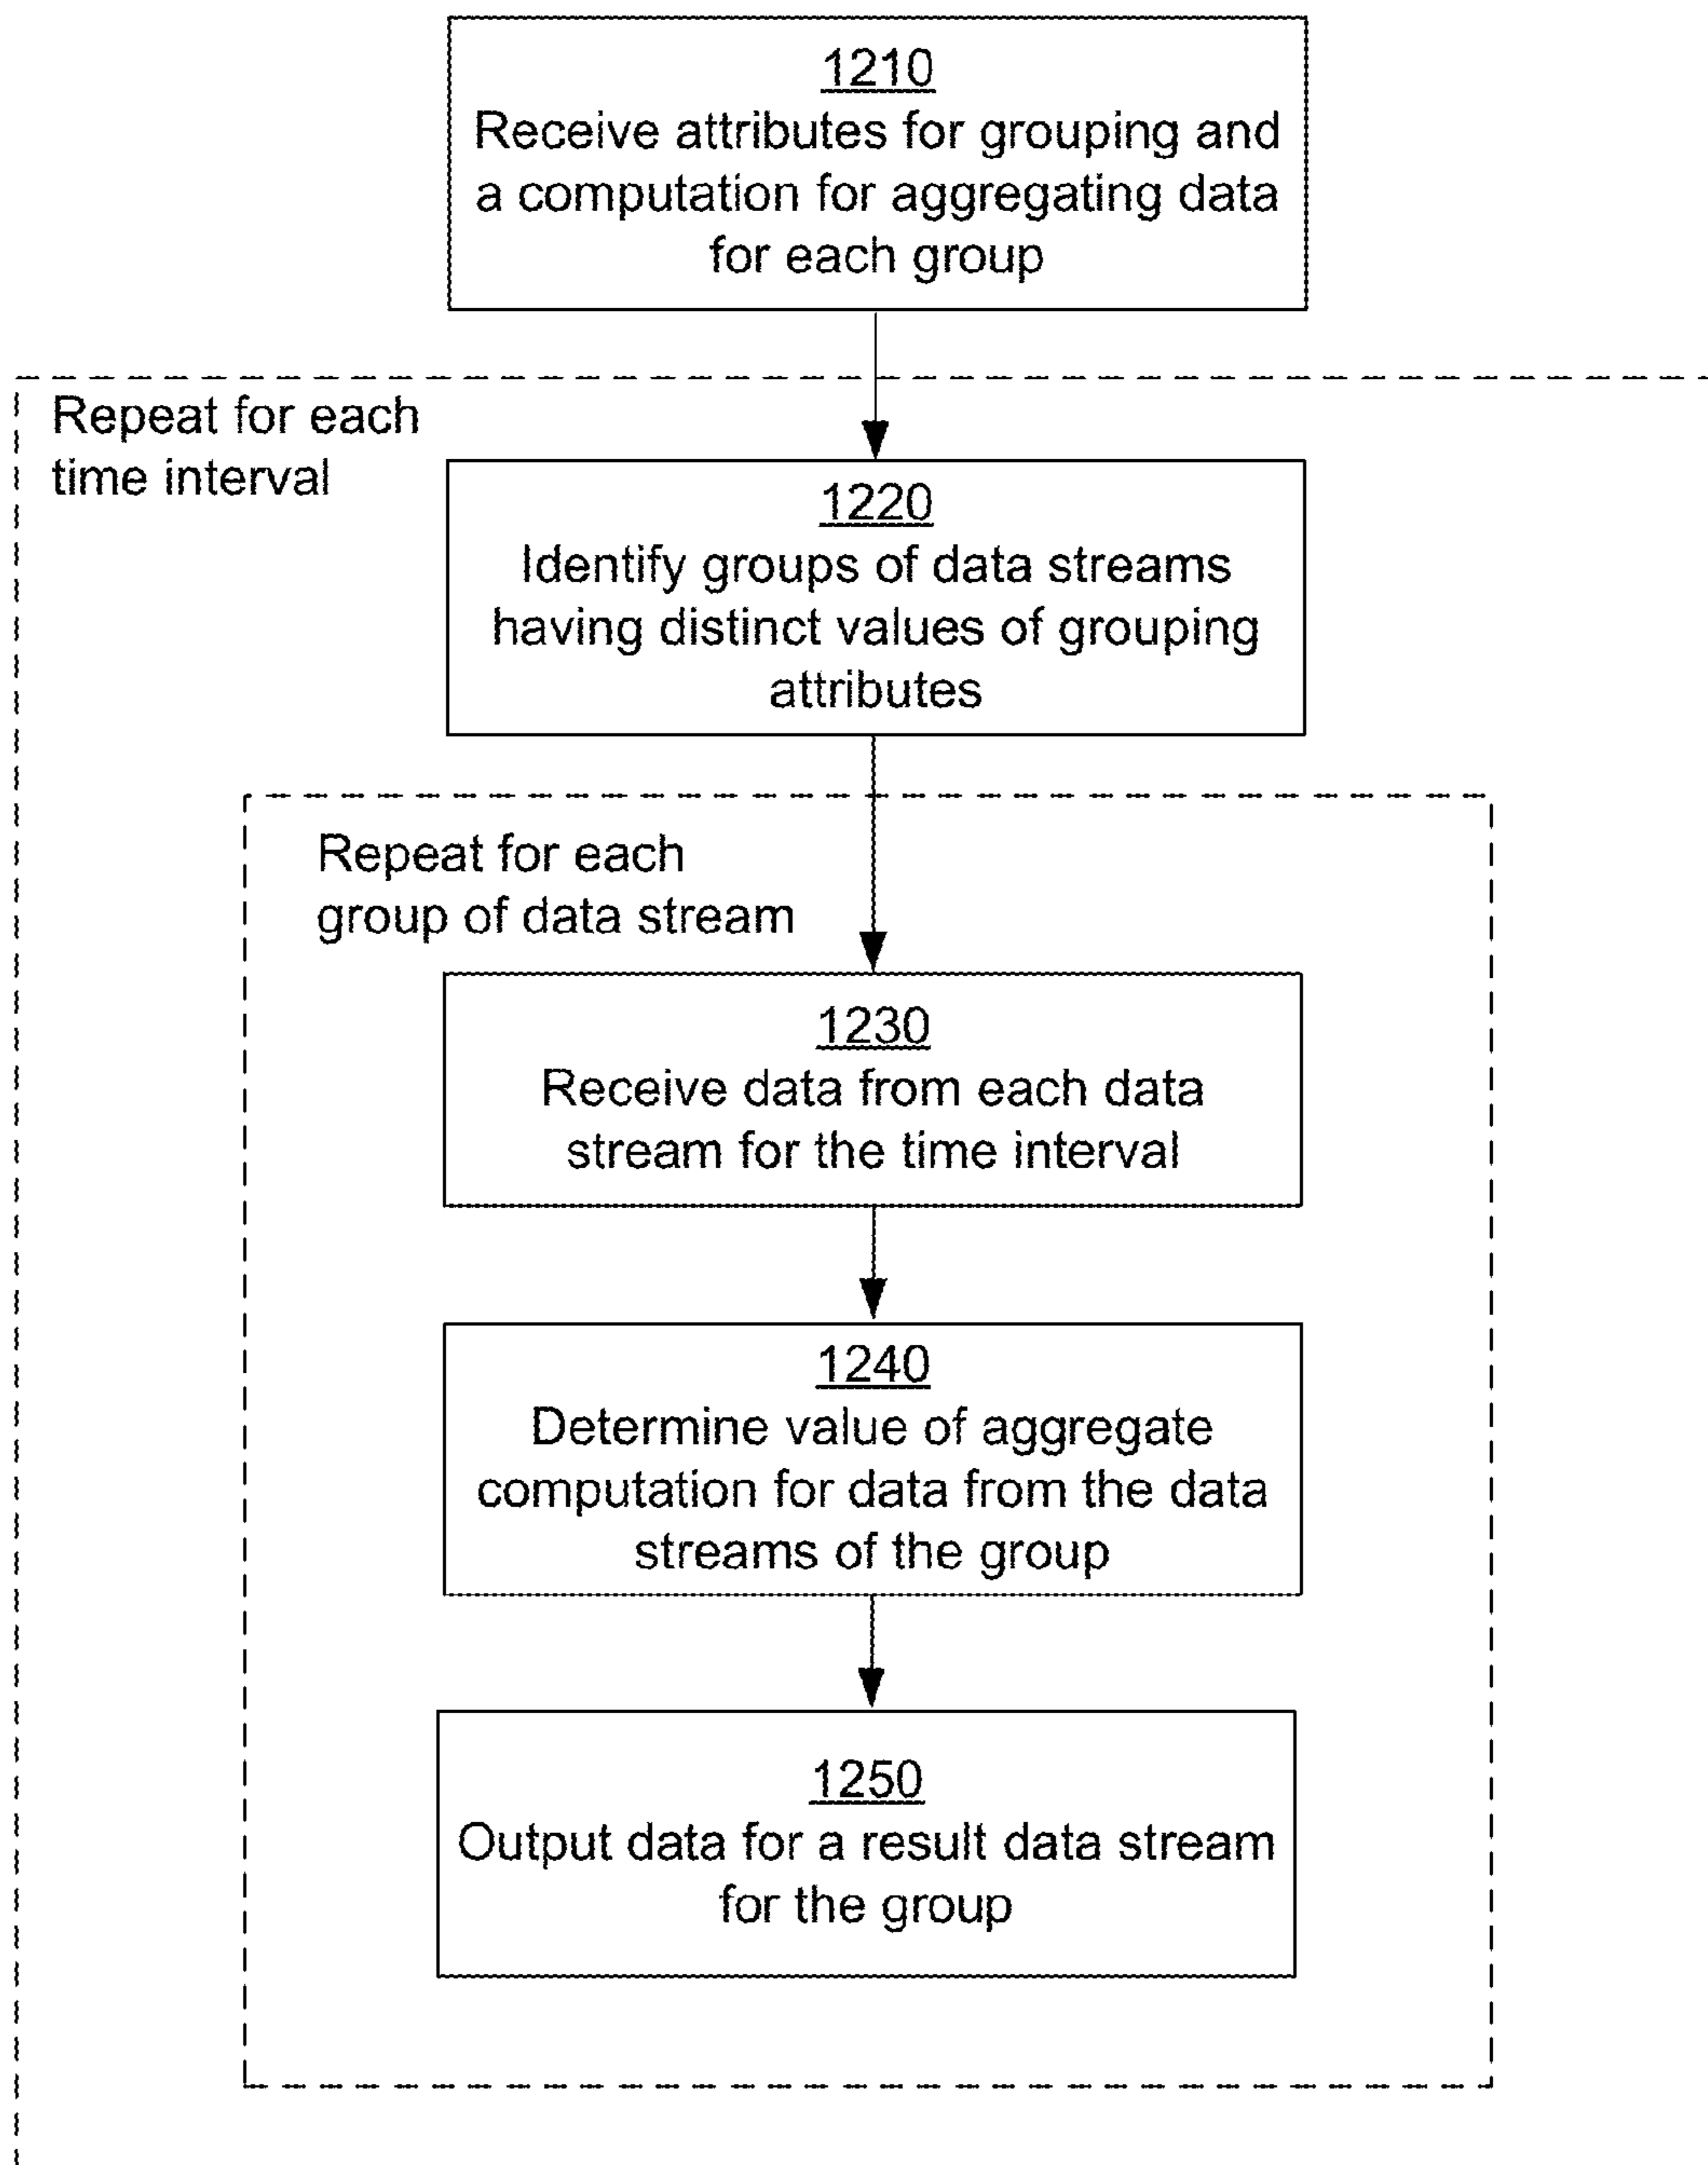 1210
Receive attributes for grouping and
a computation for aggregating data
for each group
Repeat for each
time interval
1220
Identify groups of data streams
having distinct values of grouping
attributes
Repeat for each
group of data stream
1230
Receive data from each data
stream for the time interval
1240
Determine value of aggregate
computation for data from the data
streams of the group
1250
Output data for a result data stream
for the group